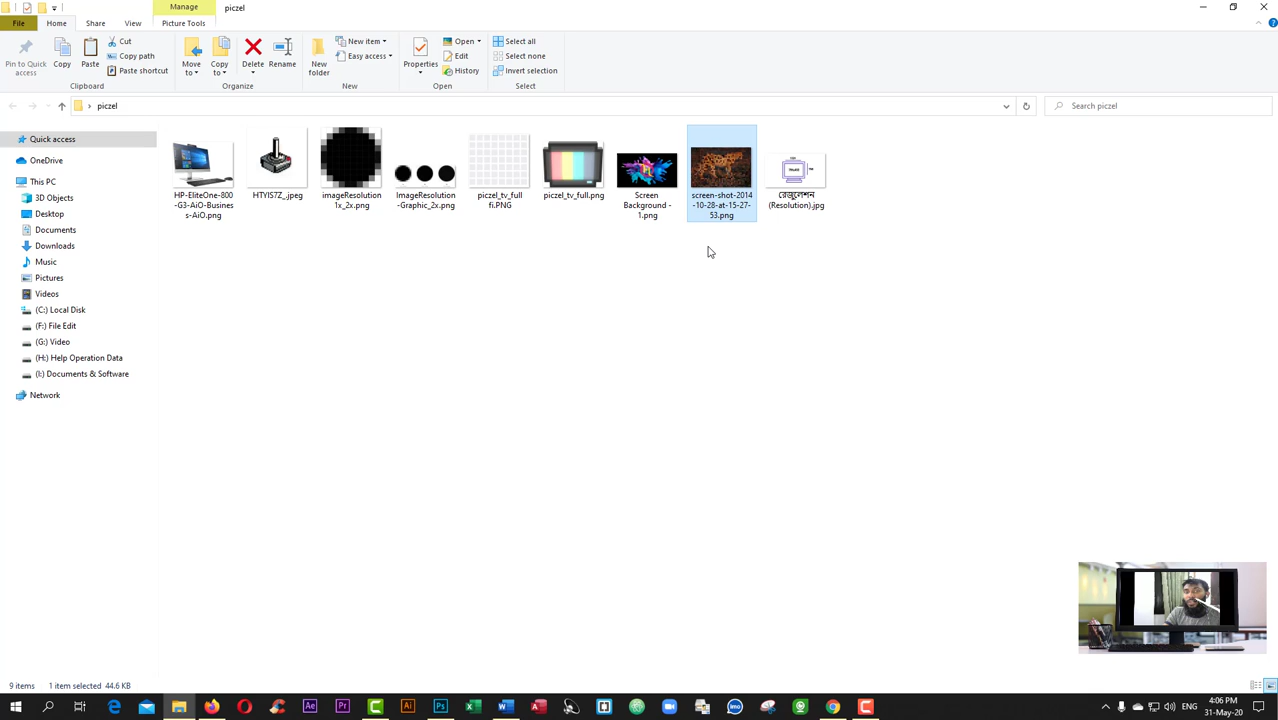 Manage
piczel
File
Home
Share
View
Picture Tools
Pin to Quick
access
Copy
Paste
Cut
Copy path
Paste shortcut
Move
to
Copy
to
Delete
Rename
New
folder
New item
Easy access
Properties
Open
Edit
History
Select all
Select none
Invert selection
Clipboard
Organize
New
Open
Select
piczel
Search piczel
Quick access
OneDrive
This PC
3D Objects
Desktop
Documents
Downloads
Music
Pictures
Videos
(C:) Local Disk
(F:) File Edit
(G:) Video
(H:) Help Operation Data
(I:) Documents & Software
Network
HP-EliteOne-800
-G3-AiO-Busines
s-AiO.png
HTYIS7Z_.jpeg
imageResolution
1x_2x.png
ImageResolution
-Graphic_2x.png
piczel_tv_full
fi.PNG
piczel_tv_full.png
Screen
Background -
1.png
screen-shot-2014
-10-28-at-15-27-
53.png
রেজুলেশন
(Resolution).jpg
9 items
1 item selected 44.6 KB
Ae
Pr
Ai
Ps
imo
4:06 PM
31-May-20